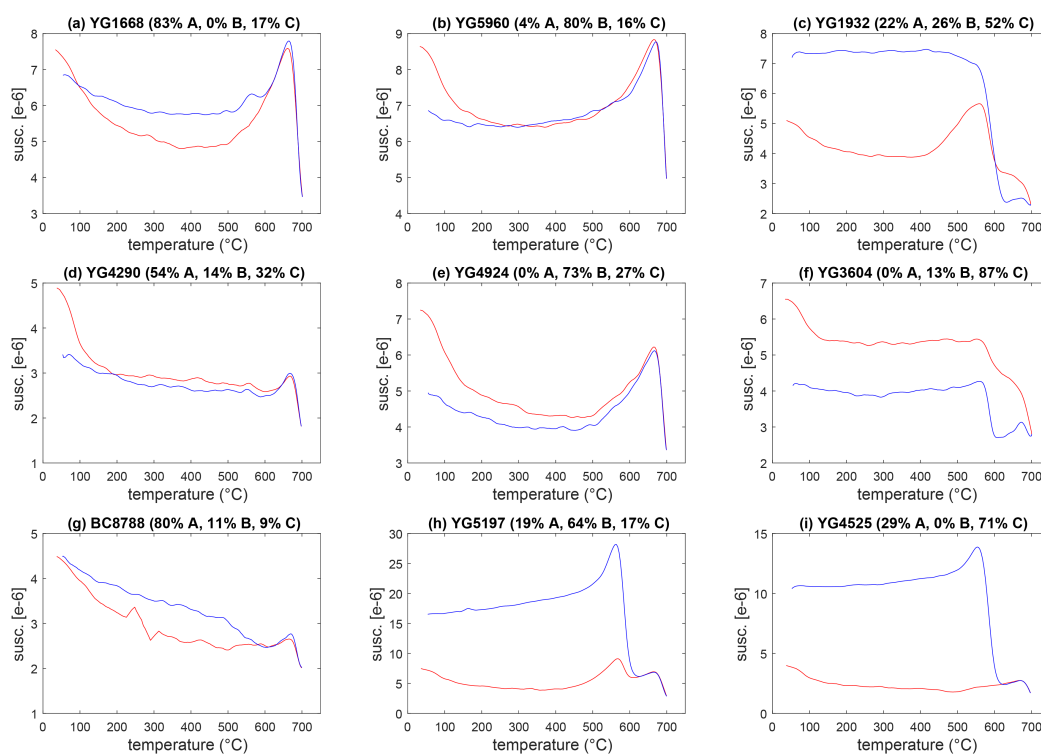 (a) YG1668 (83% A, 0% B, 17% C)
8
7
6
5
4
3
susc. [e-6]
0 100 200 300 400 500 600 700
temperature (°C)
(b) YG5960 (4% A, 80% B, 16% C)
9
8
7
6
5
4
susc. [e-6]
0 100 200 300 400 500 600 700
temperature (°C)
(c) YG1932 (22% A, 26% B, 52% C)
8
7
6
5
4
3
2
susc. [e-6]
0 100 200 300 400 500 600 700
temperature (°C)
(d) YG4290 (54% A, 14% B, 32% C)
5
4
3
2
1
susc. [e-6]
0 100 200 300 400 500 600 700
temperature (°C)
(e) YG4924 (0% A, 73% B, 27% C)
8
7
6
5
4
3
susc. [e-6]
0 100 200 300 400 500 600 700
temperature (°C)
(f) YG3604 (0% A, 13% B, 87% C)
7
6
5
4
3
2
susc. [e-6]
0 100 200 300 400 500 600 700
temperature (°C)
(g) BC8788 (80% A, 11% B, 9% C)
5
4
3
2
1
susc. [e-6]
0 100 200 300 400 500 600 700
temperature (°C)
(h) YG5197 (19% A, 64% B, 17% C)
30
25
20
15
10
5
0
susc. [e-6]
0 100 200 300 400 500 600 700
temperature (°C)
(i) YG4525 (29% A, 0% B, 71% C)
15
10
5
0
susc. [e-6]
0 100 200 300 400 500 600 700
temperature (°C)